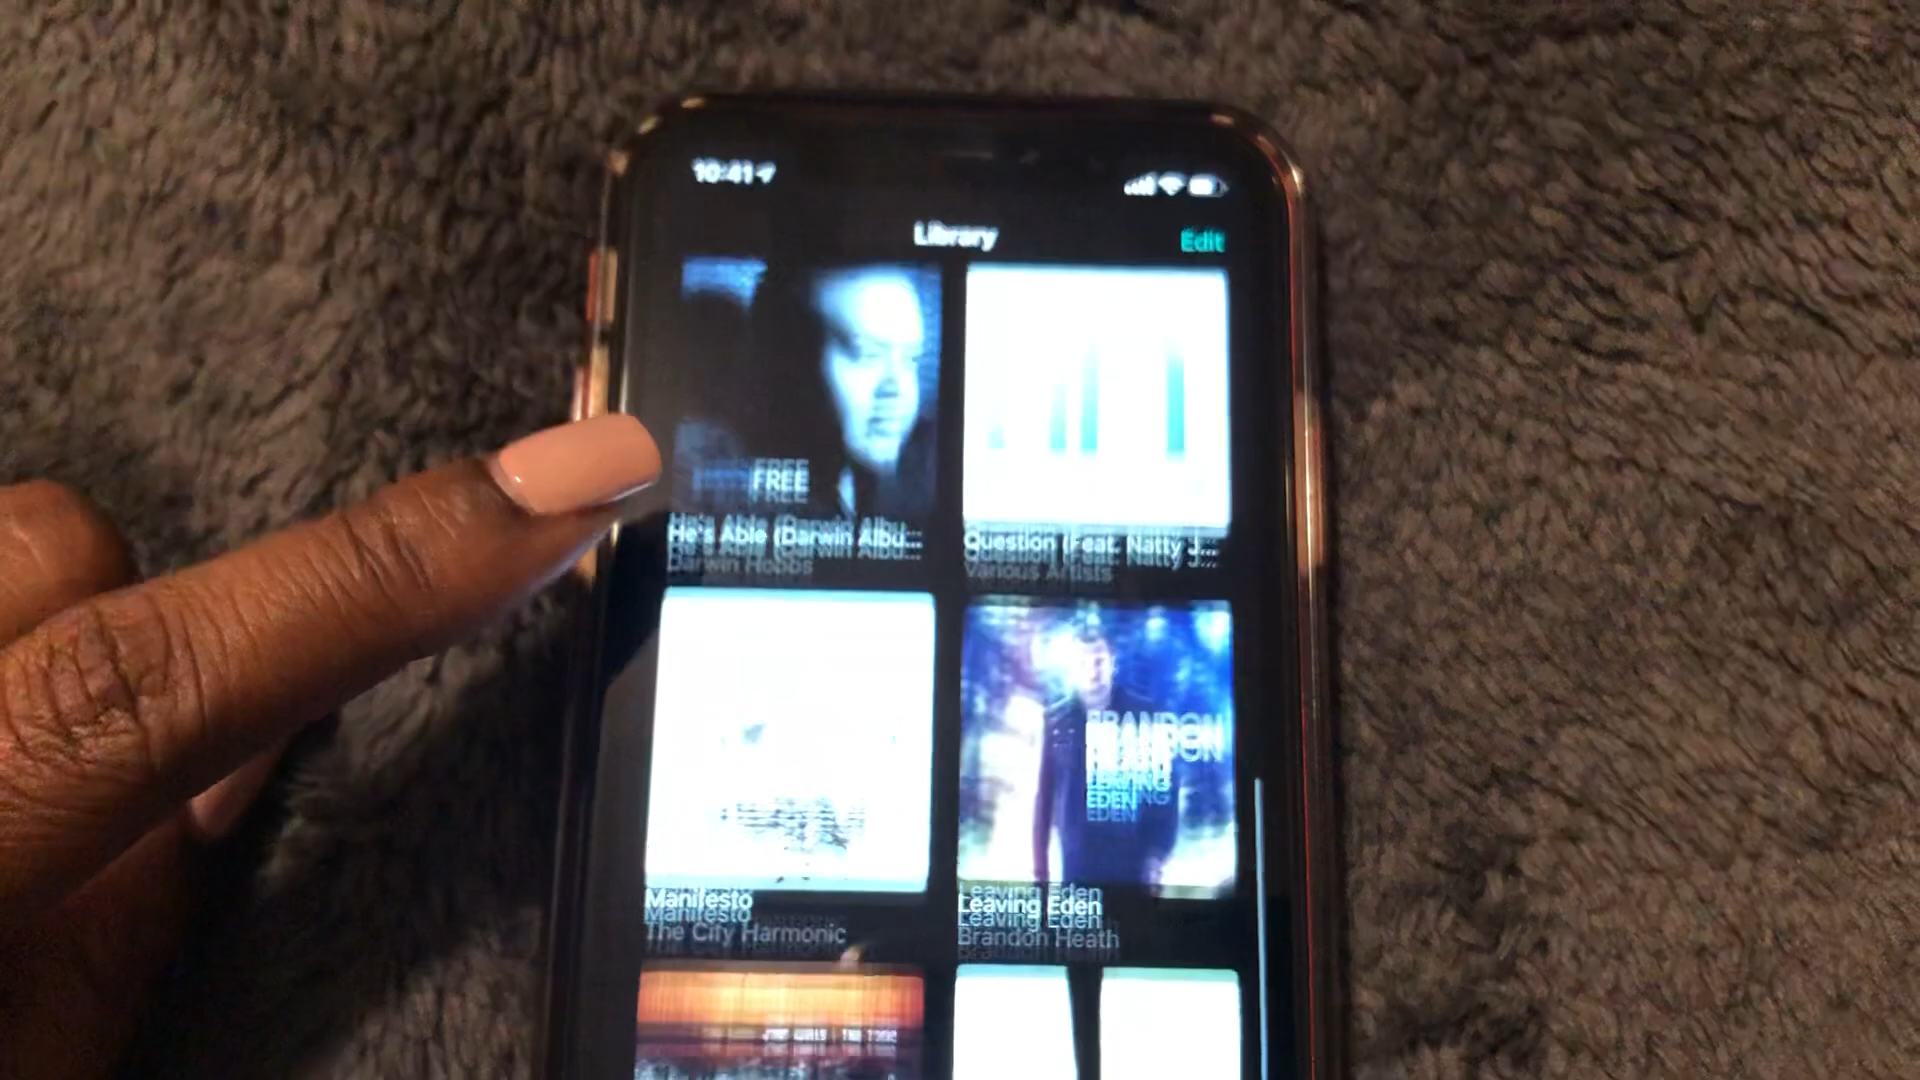 10:41
Library
Edit
FREE
He's Able (Darwin Albu...
Darwin Hobbs
Question (Feat. Natty J...
Various Artists
BRANDON
HEATH
LEAVING
EDEN
Manifesto
The City Harmonic
Leaving Eden
Brandon Heath